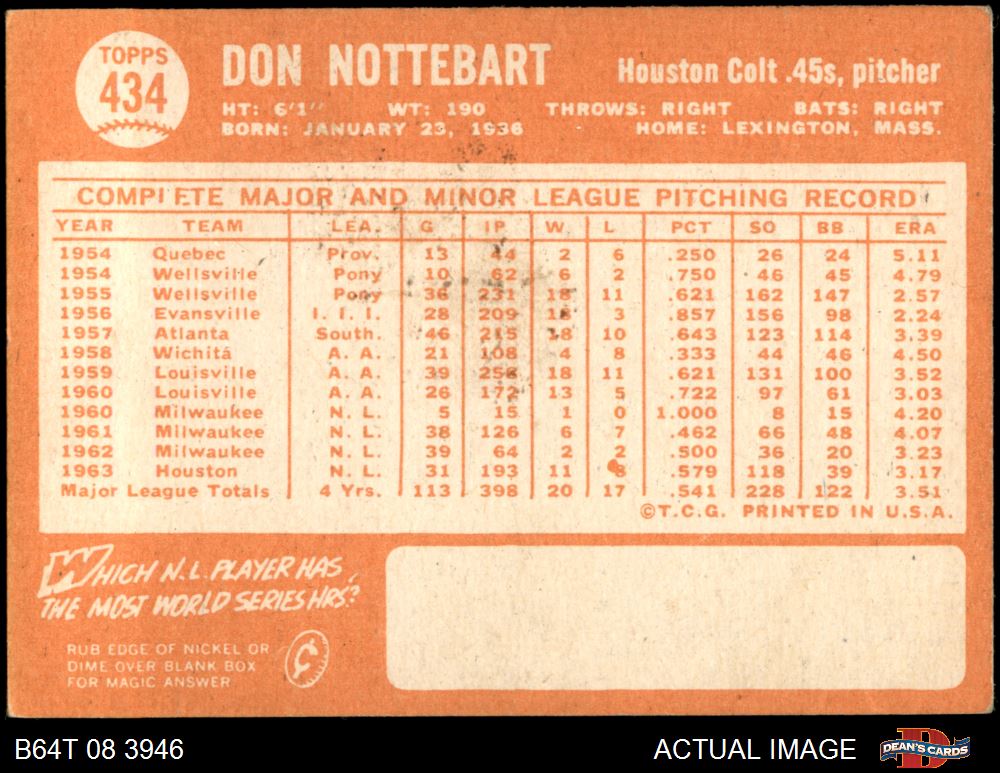 TOPPS
434
DON NOTTEBART
Houston Colt .45s, pitcher
HT: 6'1" WT: 190 THROWS: RIGHT BATS: RIGHT
BORN: JANUARY 23, 1936 HOME: LEXINGTON, MASS.
COMPLETE MAJOR AND MINOR LEAGUE PITCHING RECORD
YEAR TEAM LEA. G IP W L PCT SO BB ERA
1954 Quebec Prov. 13 44 2 6 .250 26 24 5.11
1954 Wellsville Pony 10 62 6 2 .750 46 45 4.79
1955 Wellsville Pony 36 231 18 11 .621 162 147 2.57
1956 Evansville I. I. I. 28 209 18 3 .857 156 98 2.24
1957 Atlanta South. 46 215 18 10 .643 123 114 3.39
1958 Wichita A. A. 21 108 4 8 .333 44 46 4.50
1959 Louisville A. A. 39 256 18 11 .621 131 100 3.52
1960 Louisville A. A. 26 172 13 5 .722 97 61 3.03
1960 Milwaukee N. L. 5 15 1 0 1.000 8 15 4.20
1961 Milwaukee N. L. 38 126 6 7 .462 66 48 4.07
1962 Milwaukee N. L. 39 64 2 2 .500 36 20 3.23
1963 Houston N. L. 31 193 11 8 .579 118 39 3.17
Major League Totals 4 Yrs. 113 398 20 17 .541 228 122 3.51
©T.C.G. PRINTED IN U.S.A.
WHICH N.L. PLAYER HAS
THE MOST WORLD SERIES HRS?
RUB EDGE OF NICKEL OR
DIME OVER BLANK BOX
FOR MAGIC ANSWER
¢
B64T 08 3946 ACTUAL IMAGE DEAN'S CARDS